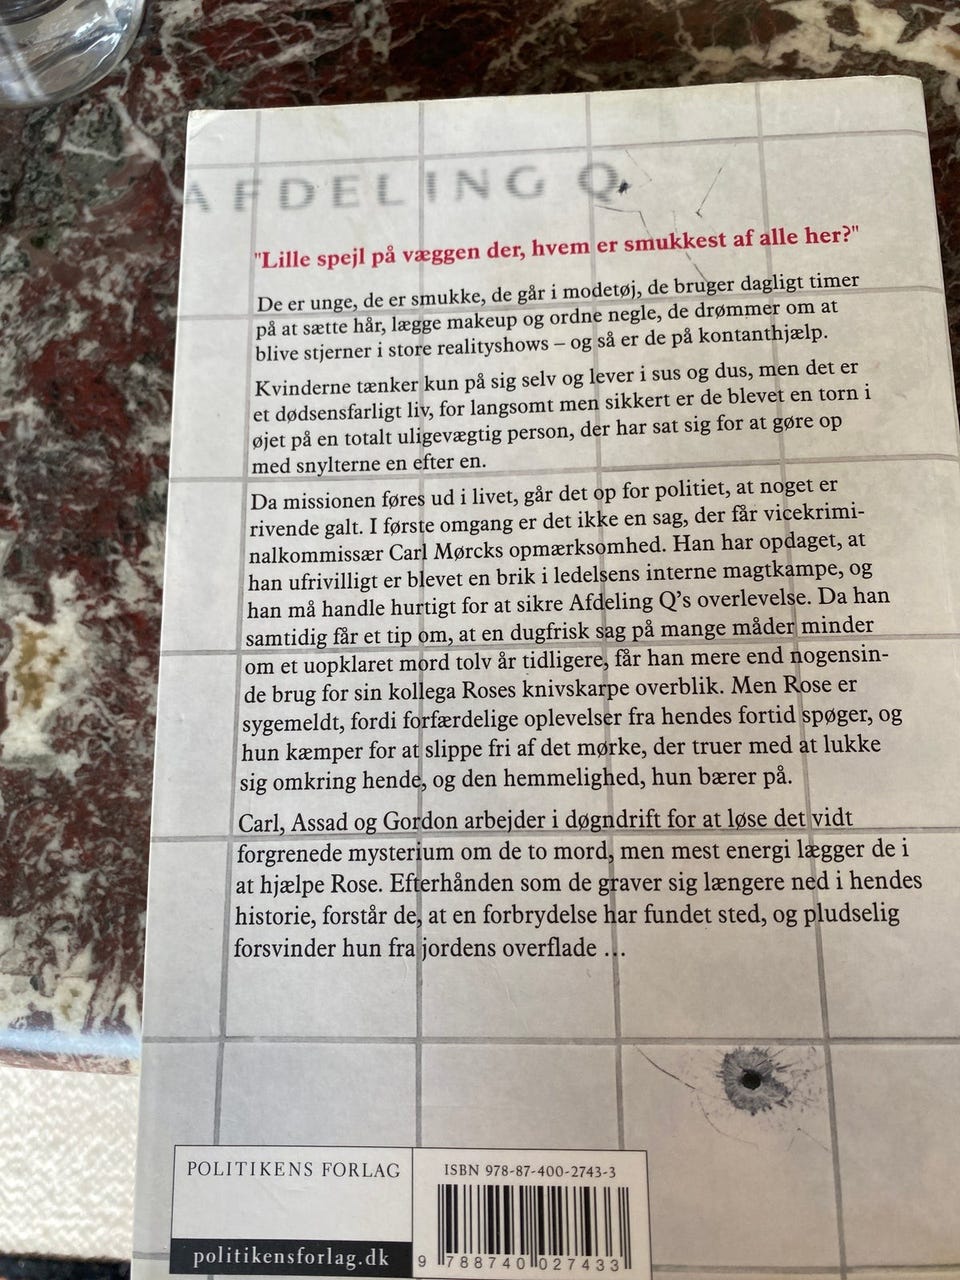 AFDELING Q
"Lille spejl på væggen der, hvem er smukkest af alle her?"
De er unge, de er smukke, de går i modetøj, de bruger dagligt timer
på at sætte hår, lægge makeup og ordne negle, de drømmer om at
blive stjerner i store realityshows – og så er de på kontanthjælp.
Kvinderne tænker kun på sig selv og lever i sus og dus, men det er
et dødsensfarligt liv, for langsomt men sikkert er de blevet en torn i
øjet på en totalt uligevægtig person, der har sat sig for at gøre op
med snylterne en efter en.
Da missionen føres ud i livet, går det op for politiet, at noget er
rivende galt. I første omgang er det ikke en sag, der får vicekrimi-
nalkommissær Carl Mørcks opmærksomhed. Han har opdaget, at
han ufrivilligt er blevet en brik i ledelsens interne magtkampe, og
han må handle hurtigt for at sikre Afdeling Q's overlevelse. Da han
samtidig får et tip om, at en dugfrisk sag på mange måder minder
om et uopklaret mord tolv år tidligere, får han mere end nogensin-
de brug for sin kollega Roses knivskarpe overblik. Men Rose er
sygemeldt, fordi forfærdelige oplevelser fra hendes fortid spøger, og
hun kæmper for at slippe fri af det mørke, der truer med at lukke
sig omkring hende, og den hemmelighed, hun bærer på.
Carl, Assad og Gordon arbejder i døgndrift for at løse det vidt
forgrenede mysterium om de to mord, men mest energi lægger de i
at hjælpe Rose. Efterhånden som de graver sig længere ned i hendes
historie, forstår de, at en forbrydelse har fundet sted, og pludselig
forsvinder hun fra jordens overflade …
POLITIKENS FORLAG
politikensforlag.dk
ISBN 978-87-400-2743-3
9 788740 027433